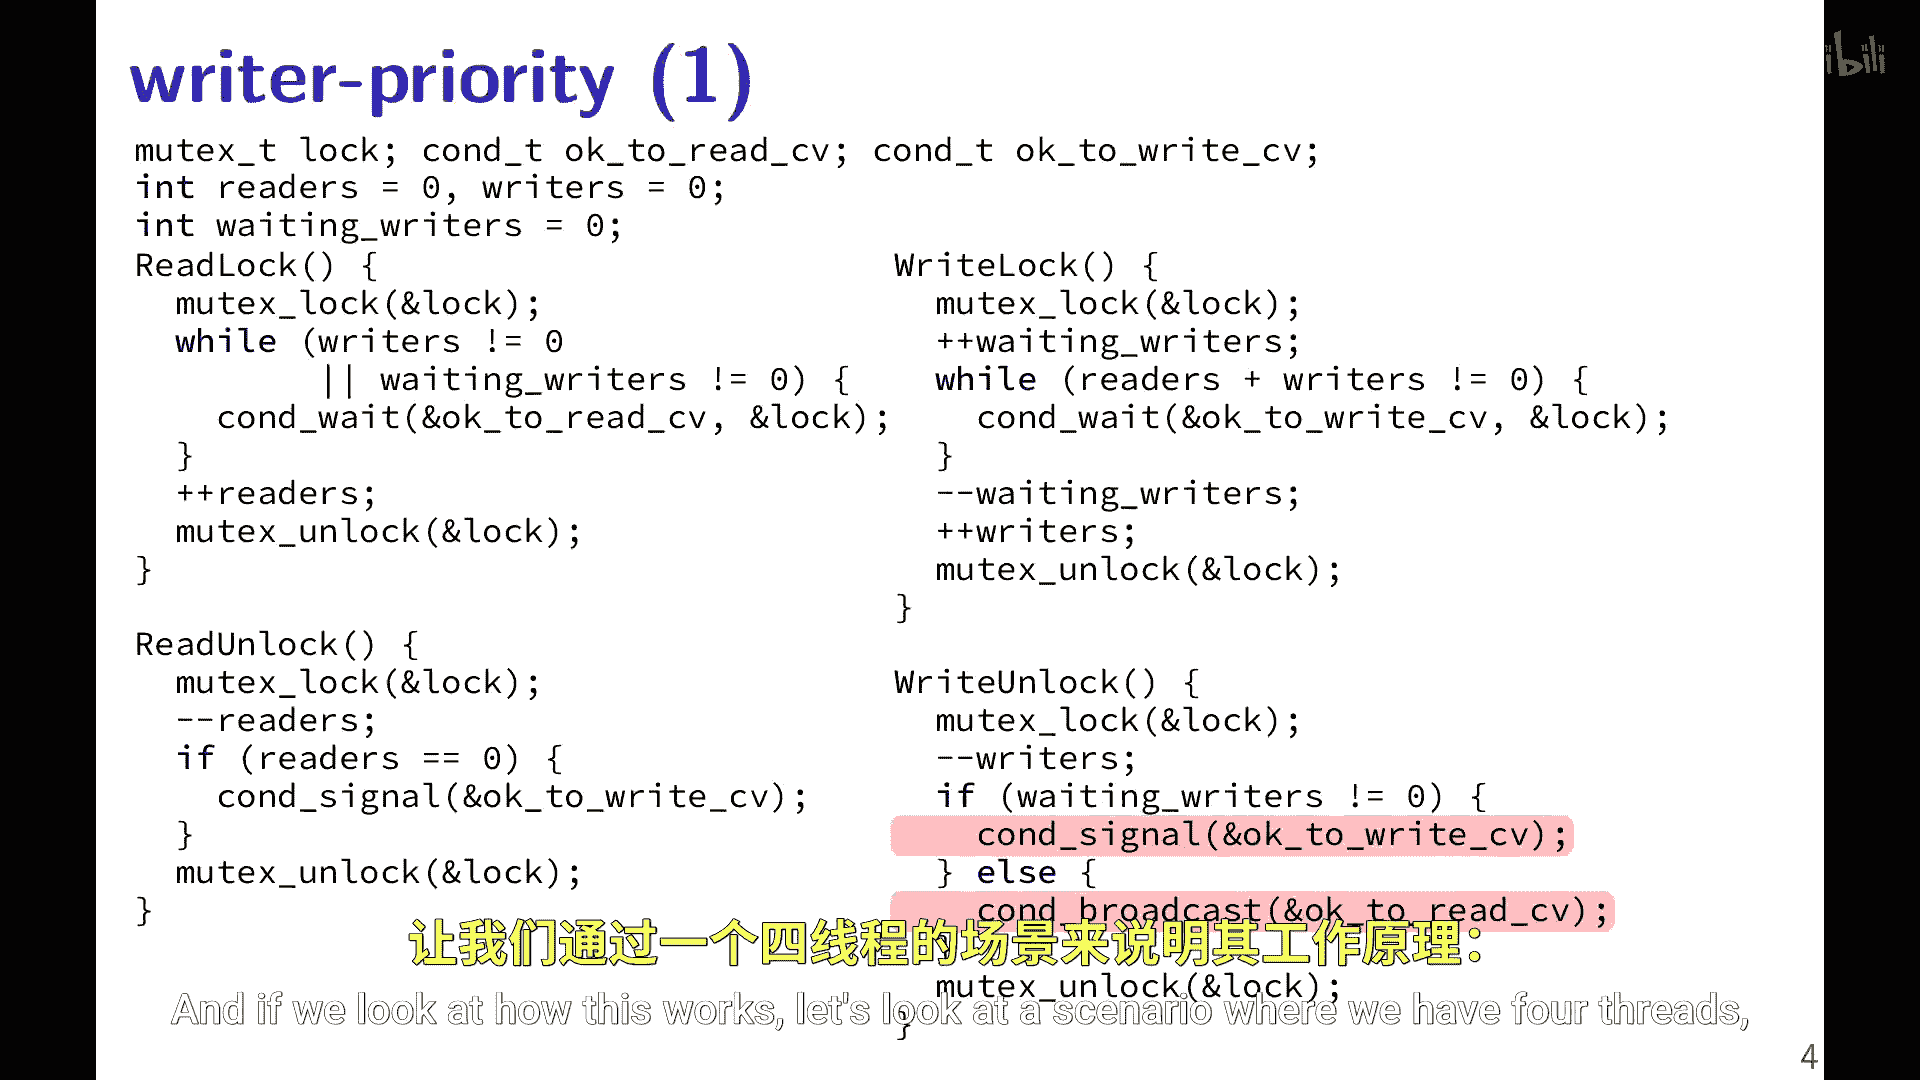 writer-priority (1)
mutex_t lock; cond_t ok_to_read_cv; cond_t ok_to_write_cv;
int readers = 0, writers = 0;
int waiting_writers = 0;
ReadLock() {
  mutex_lock(&lock);
  while (writers != 0
         || waiting_writers != 0) {
    cond_wait(&ok_to_read_cv, &lock);
  }
  ++readers;
  mutex_unlock(&lock);
}
ReadUnlock() {
  mutex_lock(&lock);
  --readers;
  if (readers == 0) {
    cond_signal(&ok_to_write_cv);
  }
  mutex_unlock(&lock);
}
WriteLock() {
  mutex_lock(&lock);
  ++waiting_writers;
  while (readers + writers != 0) {
    cond_wait(&ok_to_write_cv, &lock);
  }
  --waiting_writers;
  ++writers;
  mutex_unlock(&lock);
}
WriteUnlock() {
  mutex_lock(&lock);
  --writers;
  if (waiting_writers != 0) {
    cond_signal(&ok_to_write_cv);
  } else {
    cond_broadcast(&ok_to_read_cv);
  mutex_unlock(&lock);
}
让我们通过一个四线程的场景来说明其工作原理：
And if we look at how this works, let's look at a scenario where we have four threads,
4